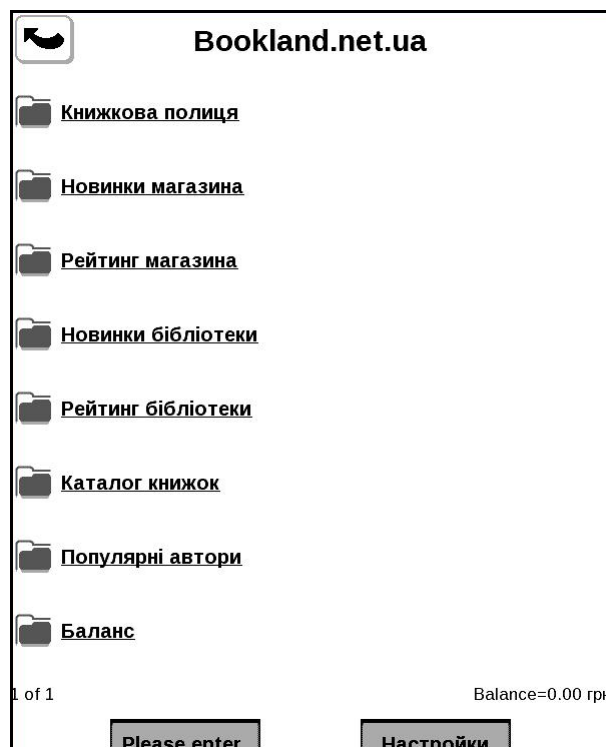 Bookland.net.ua
Книжкова полиця
Новинки магазина
Рейтинг магазина
Новинки бібліотеки
Рейтинг бібліотеки
Каталог книжок
Популярні автори
Баланс
1 of 1 Balance=0.00 грн
Please enter Настройки